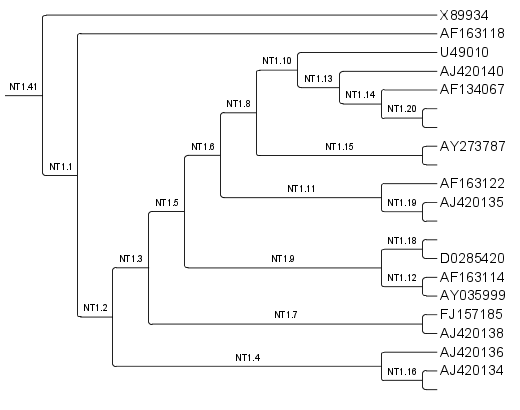 X89934
AF163118
U49010
NT1.10
AJ420140
NT1.13
NT1.41
AF134067
NT1.14
NT1.8
NT1.20
AY273787
NT1.6
NT1.15
NT1.1
AF163122
NT1.11
AJ420135
NT1.5
NT1.19
NT1.18
NT1.3
NT1.9
D0285420
AF163114
NT1.12
AY035999
NT1.2
NT1.7
FJ157185
AJ420138
NT1.4
AJ420136
NT1.16
AJ420134